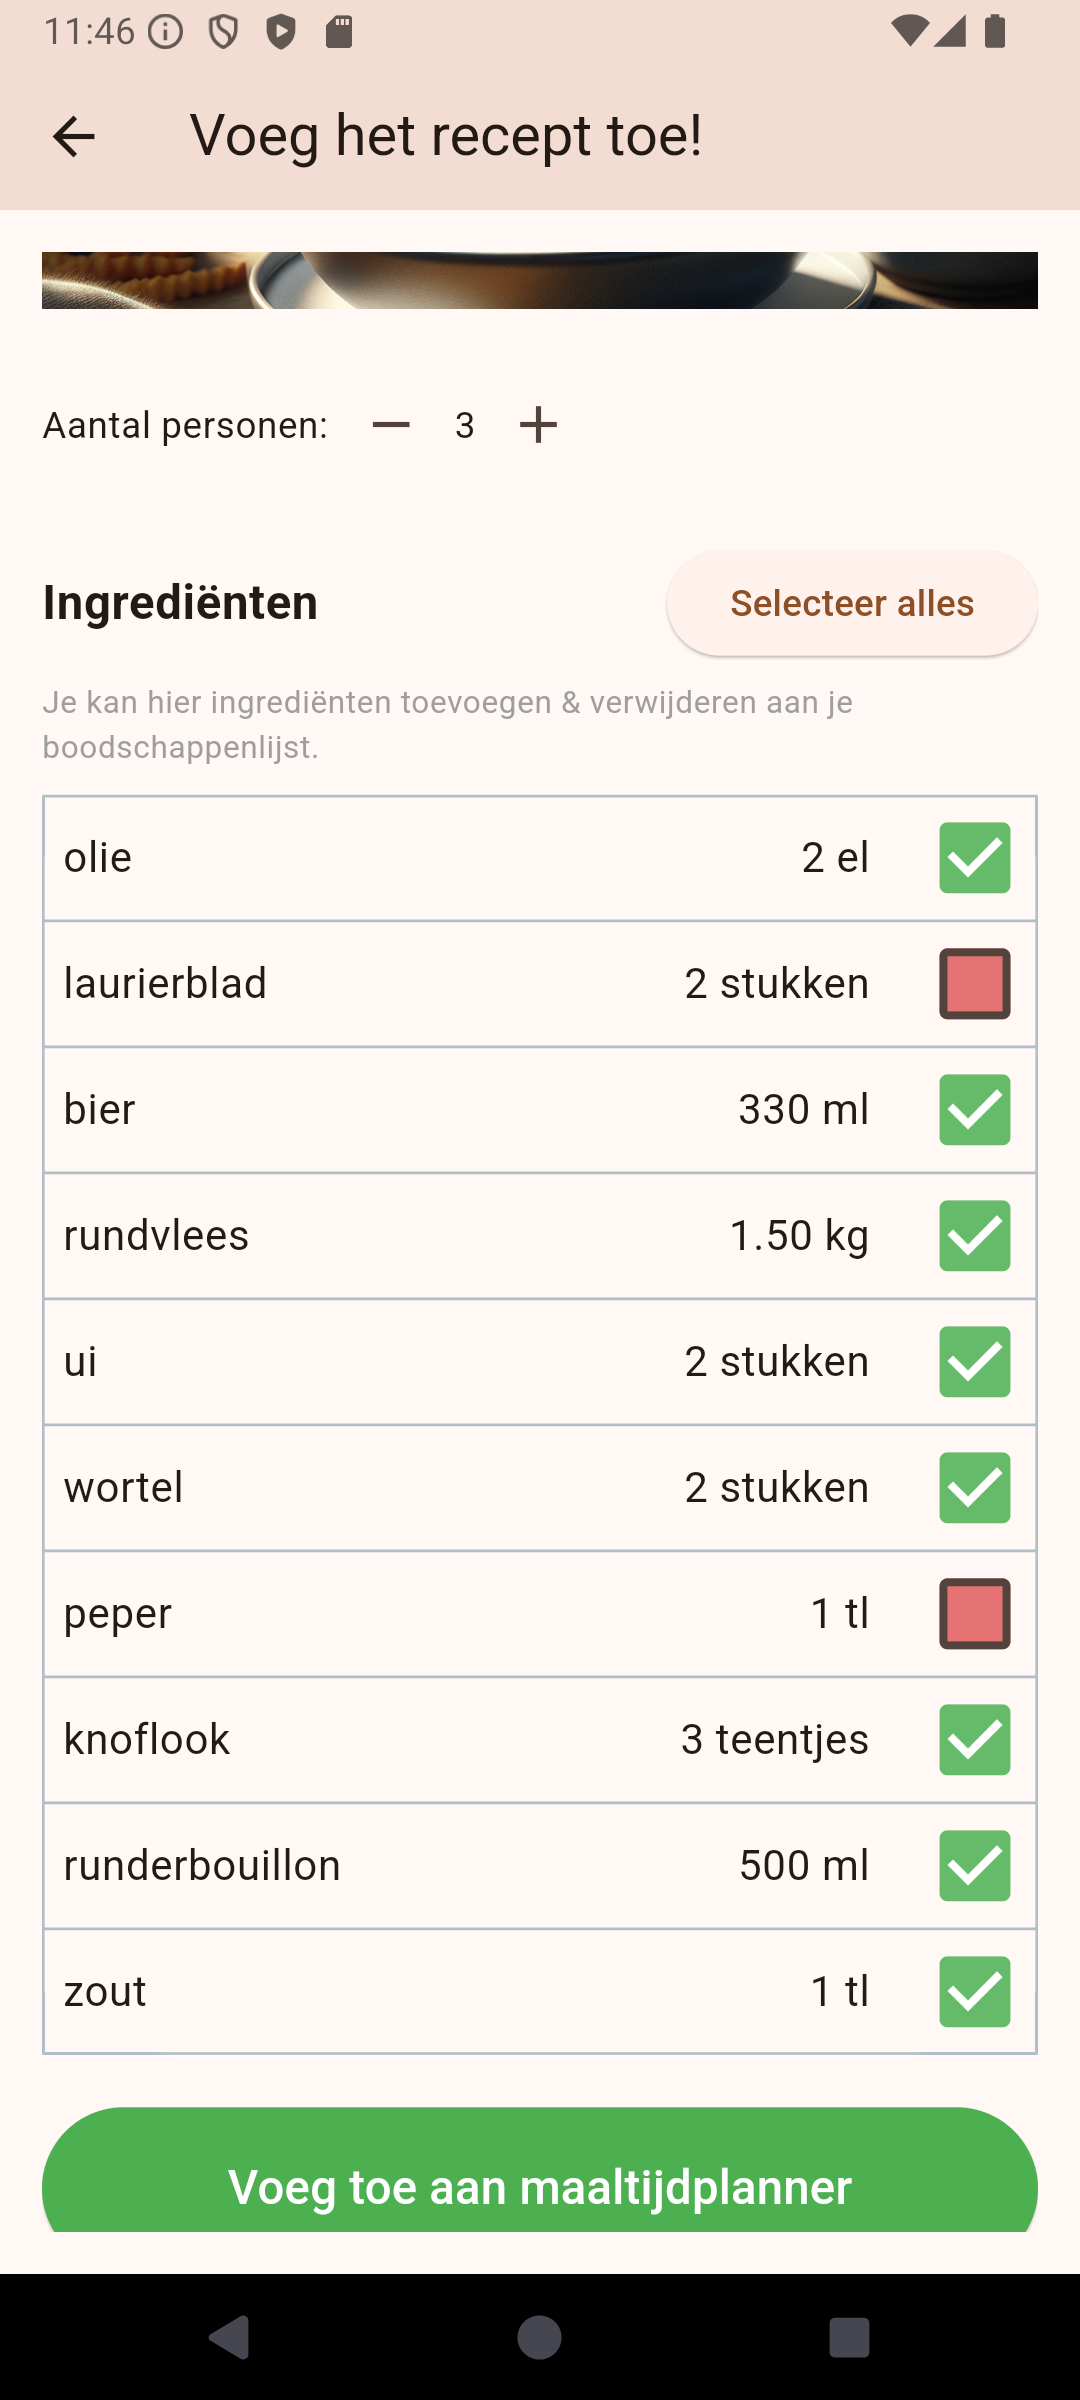 11:46
Voeg het recept toe!
Aantal personen: 3
Ingrediënten
Selecteer alles
Je kan hier ingrediënten toevoegen & verwijderen aan je
boodschappenlijst.
olie 2 el
laurierblad 2 stukken
bier 330 ml
rundvlees 1.50 kg
ui 2 stukken
wortel 2 stukken
peper 1 tl
knoflook 3 teentjes
runderbouillon 500 ml
zout 1 tl
Voeg toe aan maaltijdplanner